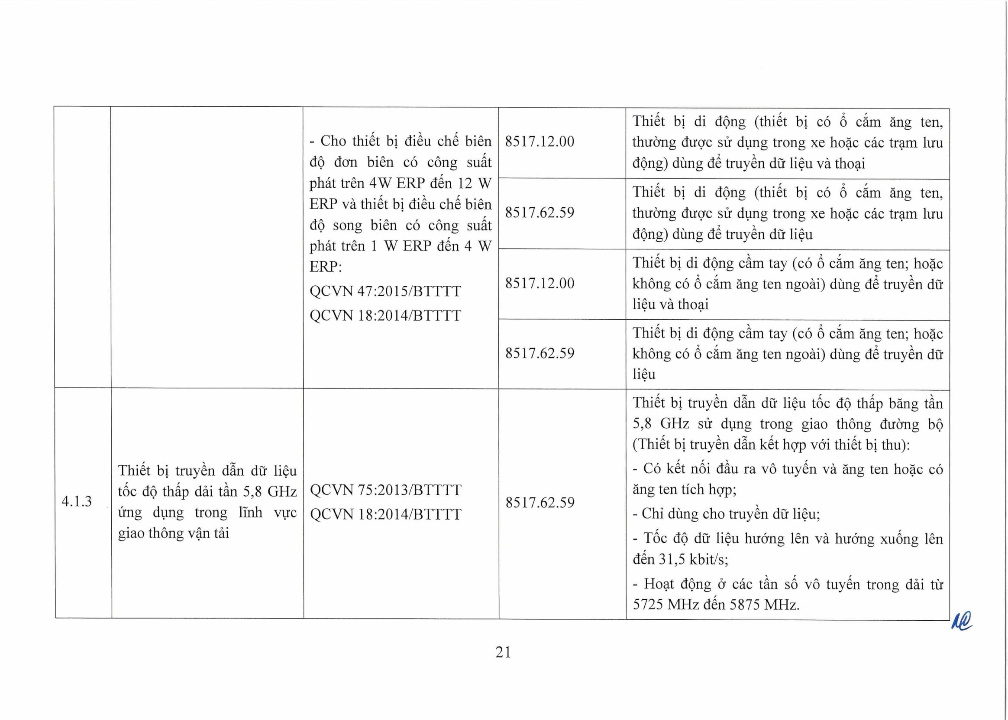 - Cho thiết bị điều chế biên
độ đơn biên có công suất
phát trên 4W ERP đến 12 W
ERP và thiết bị điều chế biên
độ song biên có công suất
phát trên 1 W ERP đến 4 W
ERP:
QCVN 47:2015/BTTTT
QCVN 18:2014/BTTTT
8517.12.00
Thiết bị di động (thiết bị có ổ cắm ăng ten,
thường được sử dụng trong xe hoặc các trạm lưu
động) dùng để truyền dữ liệu và thoại
8517.62.59
Thiết bị di động (thiết bị có ổ cắm ăng ten,
thường được sử dụng trong xe hoặc các trạm lưu
động) dùng để truyền dữ liệu
8517.12.00
Thiết bị di động cầm tay (có ổ cắm ăng ten; hoặc
không có ổ cắm ăng ten ngoài) dùng để truyền dữ
liệu và thoại
8517.62.59
Thiết bị di động cầm tay (có ổ cắm ăng ten; hoặc
không có ổ cắm ăng ten ngoài) dùng để truyền dữ
liệu
4.1.3
Thiết bị truyền dẫn dữ liệu
tốc độ thấp dải tần 5,8 GHz
ứng dụng trong lĩnh vực
giao thông vận tải
QCVN 75:2013/BTTTT
QCVN 18:2014/BTTTT
8517.62.59
Thiết bị truyền dẫn dữ liệu tốc độ thấp băng tần
5,8 GHz sử dụng trong giao thông đường bộ
(Thiết bị truyền dẫn kết hợp với thiết bị thu):
- Có kết nối đầu ra vô tuyến và ăng ten hoặc có
ăng ten tích hợp;
- Chỉ dùng cho truyền dữ liệu;
- Tốc độ dữ liệu hướng lên và hướng xuống lên
đến 31,5 kbit/s;
- Hoạt động ở các tần số vô tuyến trong dải từ
5725 MHz đến 5875 MHz.
21